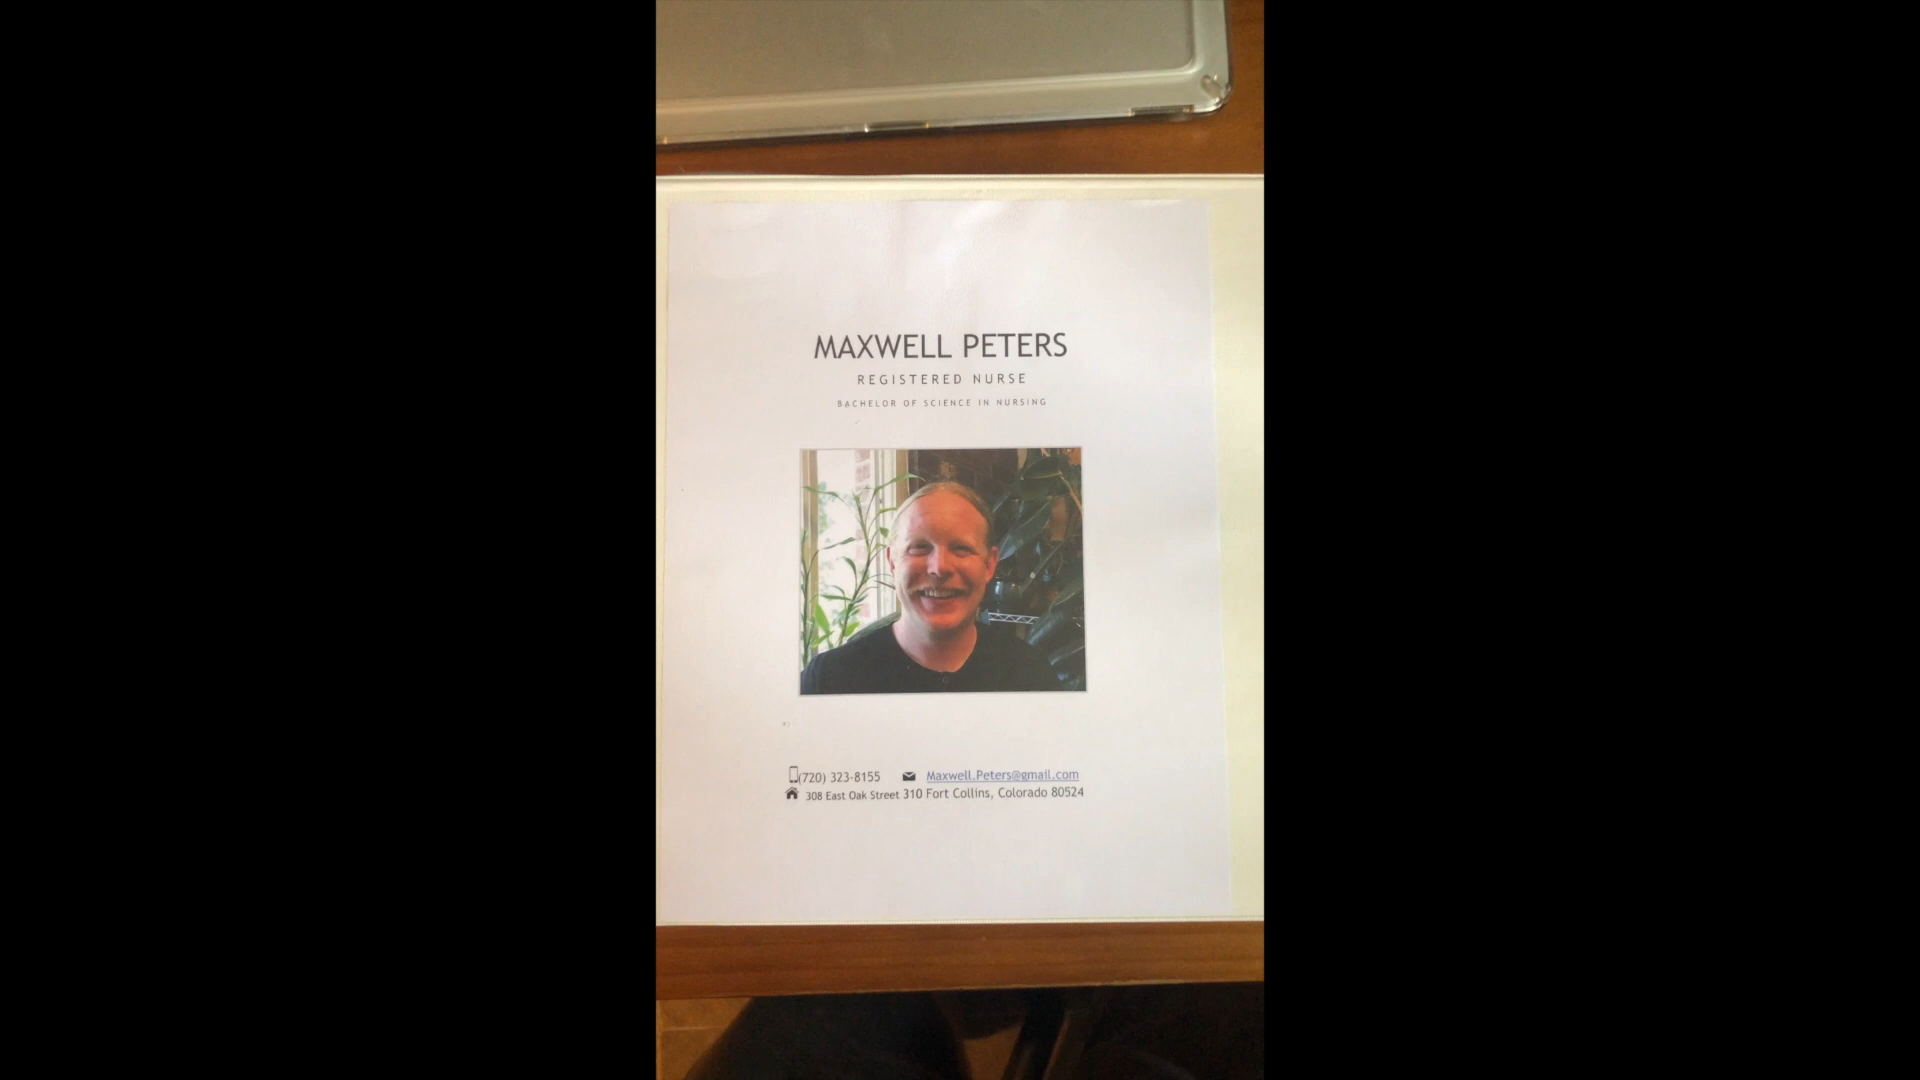 MAXWELL PETERS
REGISTERED NURSE
BACHELOR OF SCIENCE IN NURSING
(720) 323-8155 Maxwell.Peters@gmail.com
308 East Oak Street 310 Fort Collins, Colorado 80524